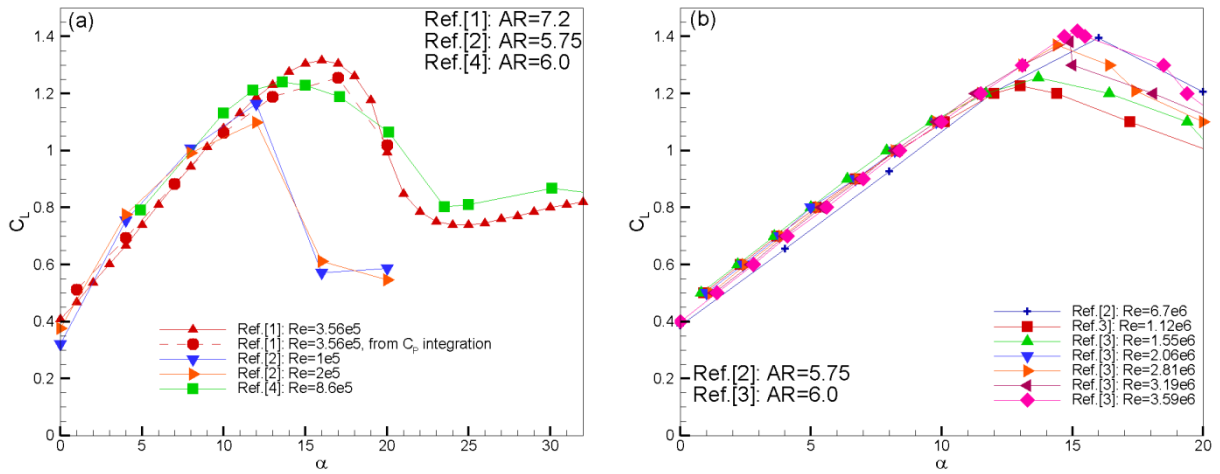 (a)
Ref.[1]: AR=7.2
Ref.[2]: AR=5.75
Ref.[4]: AR=6.0
C_L
1.4
1.2
1
0.8
0.6
0.4
0.2
0
Ref.[1]: Re=3.56e5
Ref.[1]: Re=3.56e5, from C_P integration
Ref.[2]: Re=1e5
Ref.[2]: Re=2e5
Ref.[4]: Re=8.6e5
0 5 10 15 20 25 30
α
(b)
C_L
1.4
1.2
1
0.8
0.6
0.4
0.2
0
Ref.[2]: Re=6.7e6
Ref.[3]: Re=1.12e6
Ref.[3]: Re=1.55e6
Ref.[3]: Re=2.06e6
Ref.[3]: Re=2.81e6
Ref.[3]: Re=3.19e6
Ref.[3]: Re=3.59e6
Ref.[2]: AR=5.75
Ref.[3]: AR=6.0
0 5 10 15 20
α